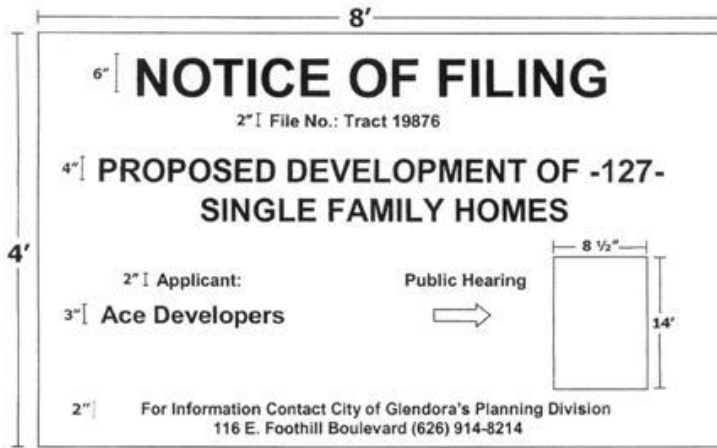 8'
6" NOTICE OF FILING
2" File No.: Tract 19876
4" PROPOSED DEVELOPMENT OF -127-
SINGLE FAMILY HOMES
4'
8 ½"
2" Applicant: Public Hearing
3" Ace Developers
14'
2" For Information Contact City of Glendora's Planning Division
116 E. Foothill Boulevard (626) 914-8214